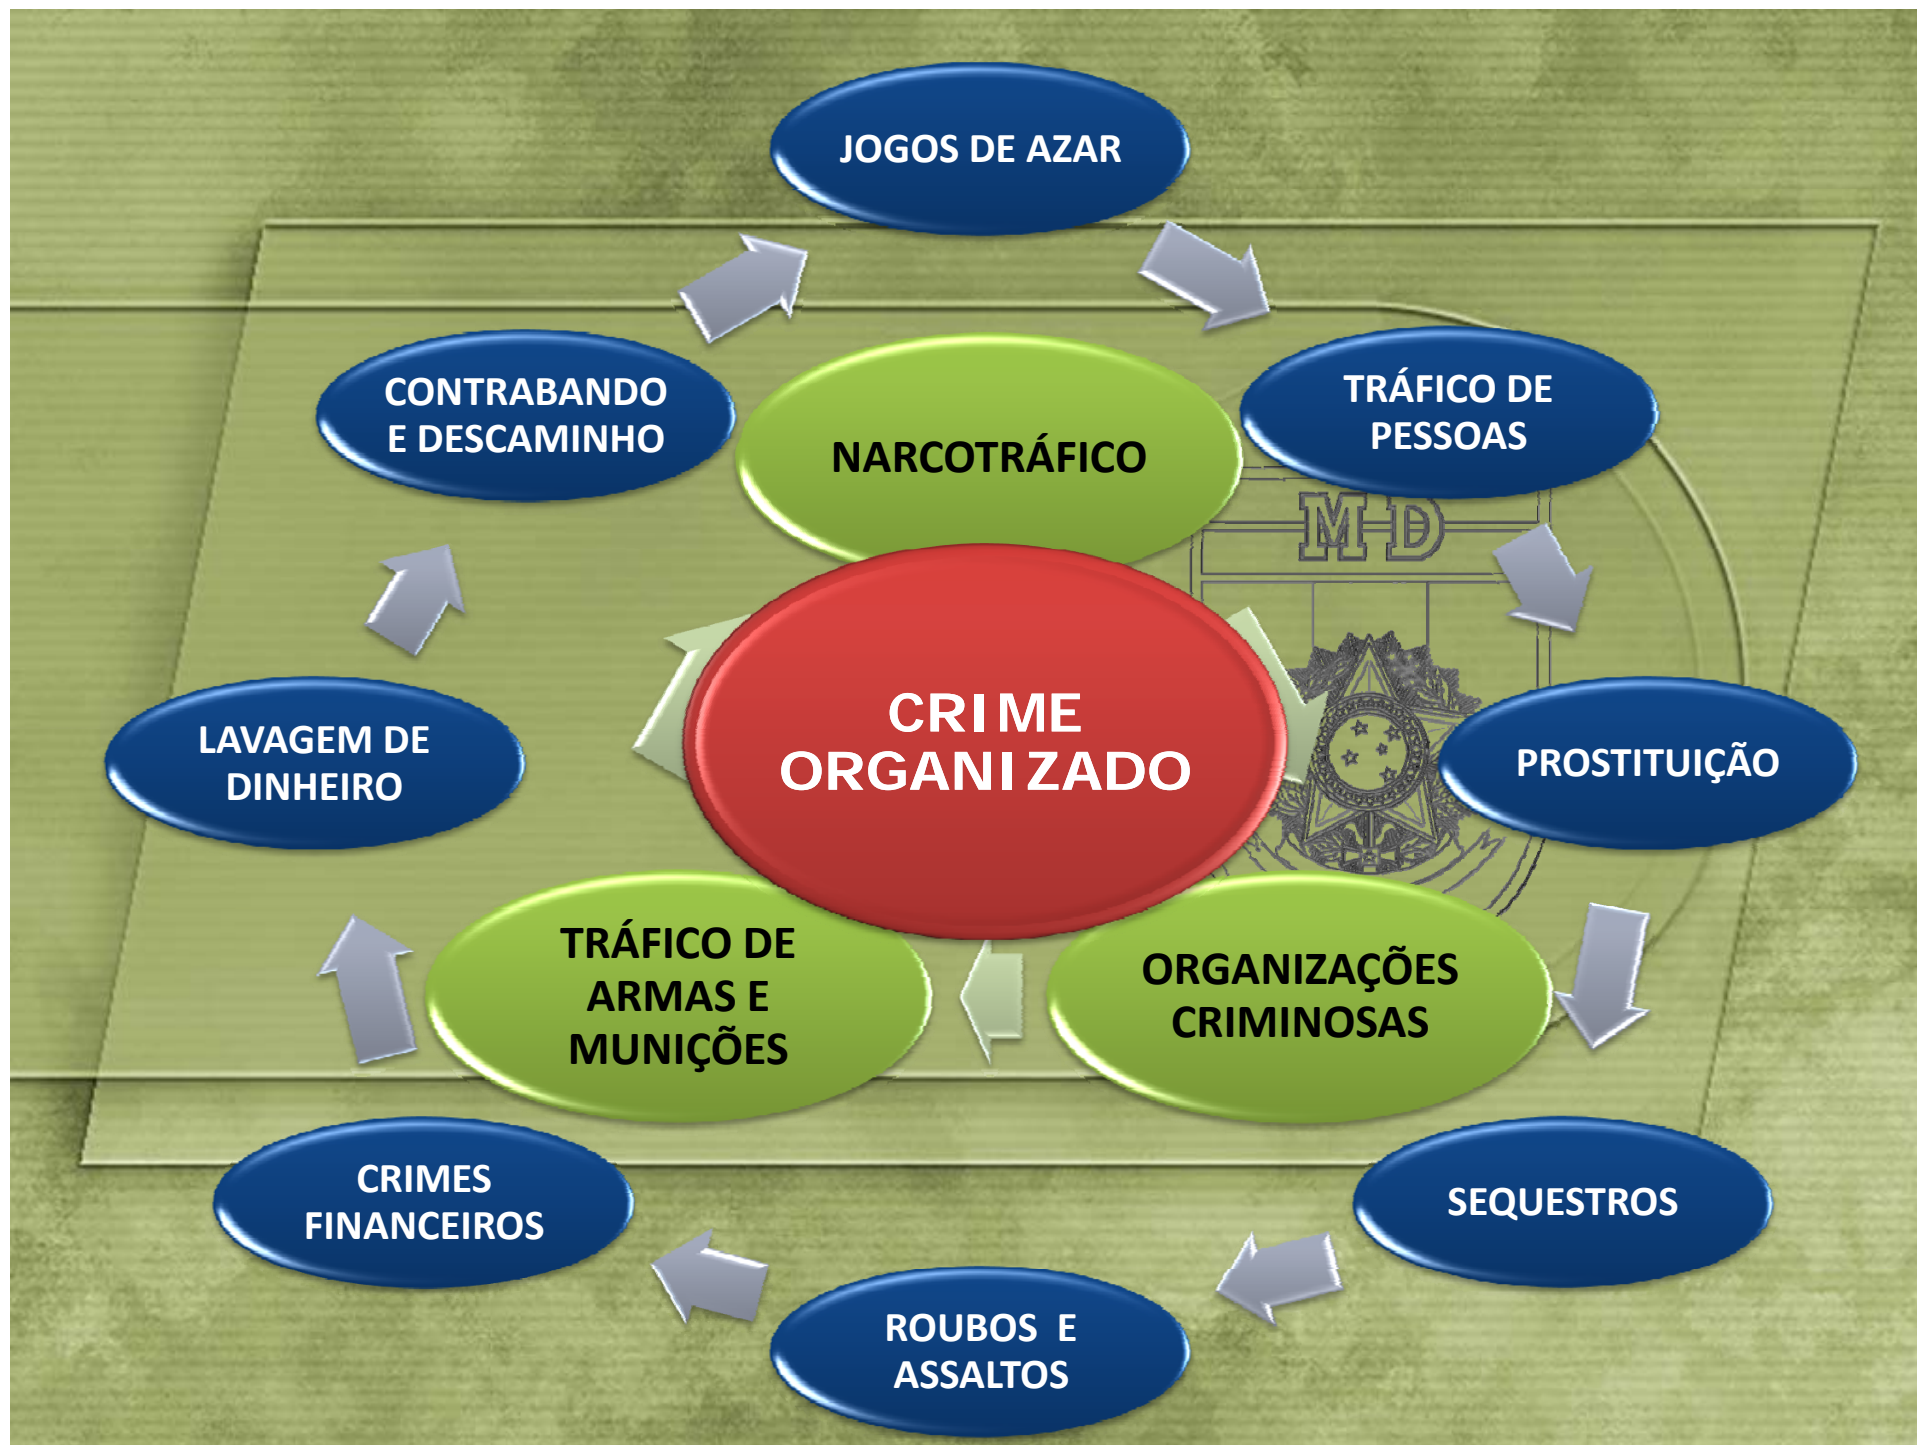 JOGOS DE AZAR
CONTRABANDO
E DESCAMINHO
NARCOTRÁFICO
TRÁFICO DE
PESSOAS
MD
CRIME
ORGANIZADO
LAVAGEM DE
DINHEIRO
PROSTITUIÇÃO
TRÁFICO DE
ARMAS E
MUNIÇÕES
ORGANIZAÇÕES
CRIMINOSAS
CRIMES
FINANCEIROS
SEQUESTROS
ROUBOS E
ASSALTOS